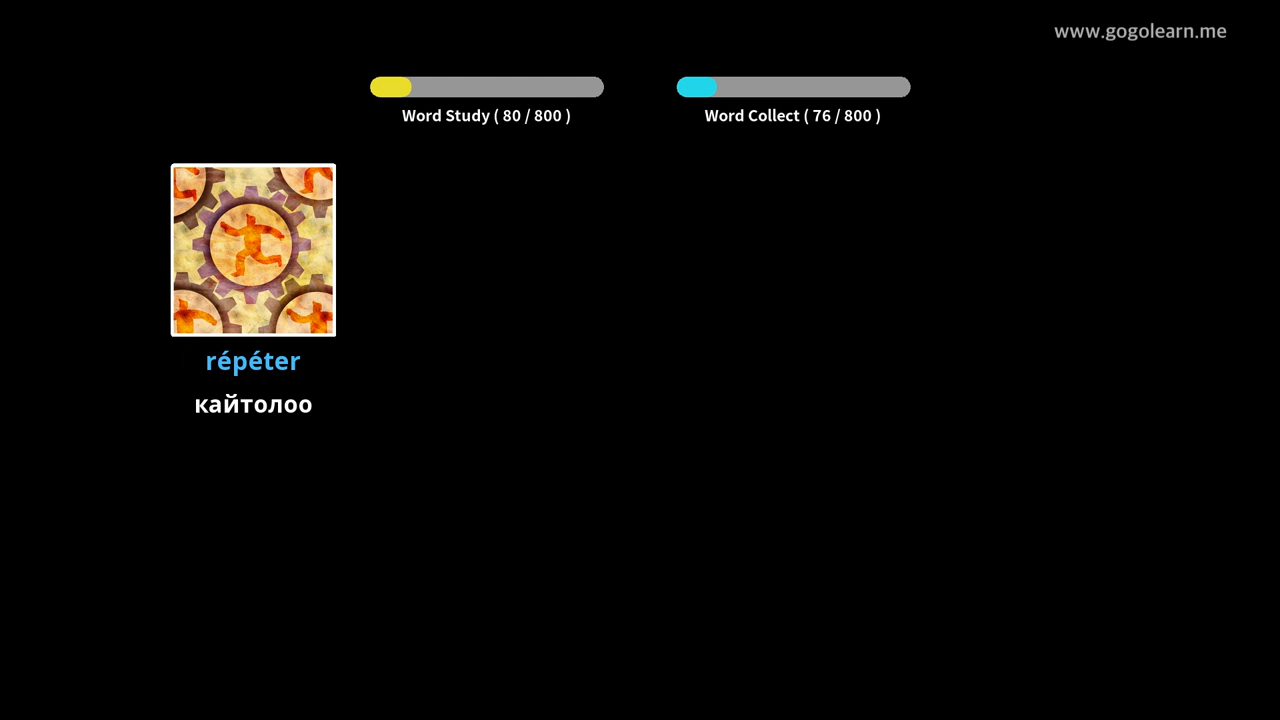 www.gogolearn.me
Word Study ( 80 / 800 )
Word Collect ( 76 / 800 )
répéter
кайтолоо